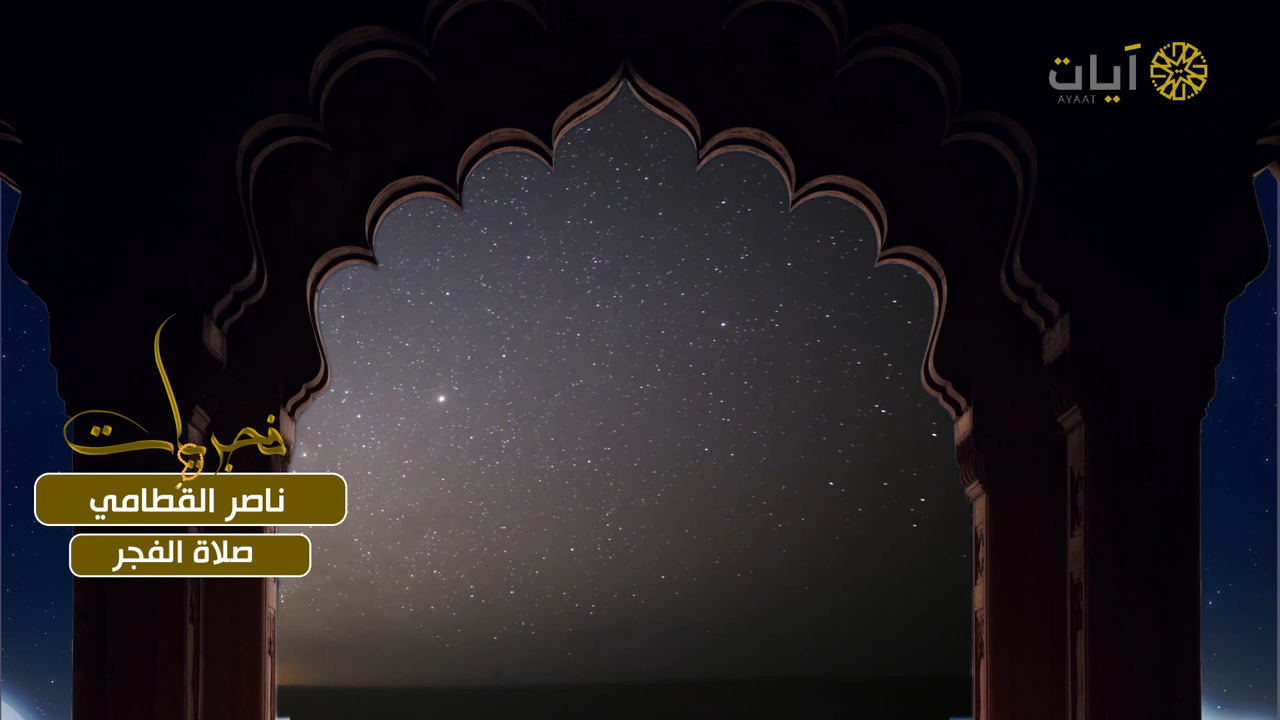 آيات
AYAAT
فجريات
ناصر القطامي
صلاة الفجر